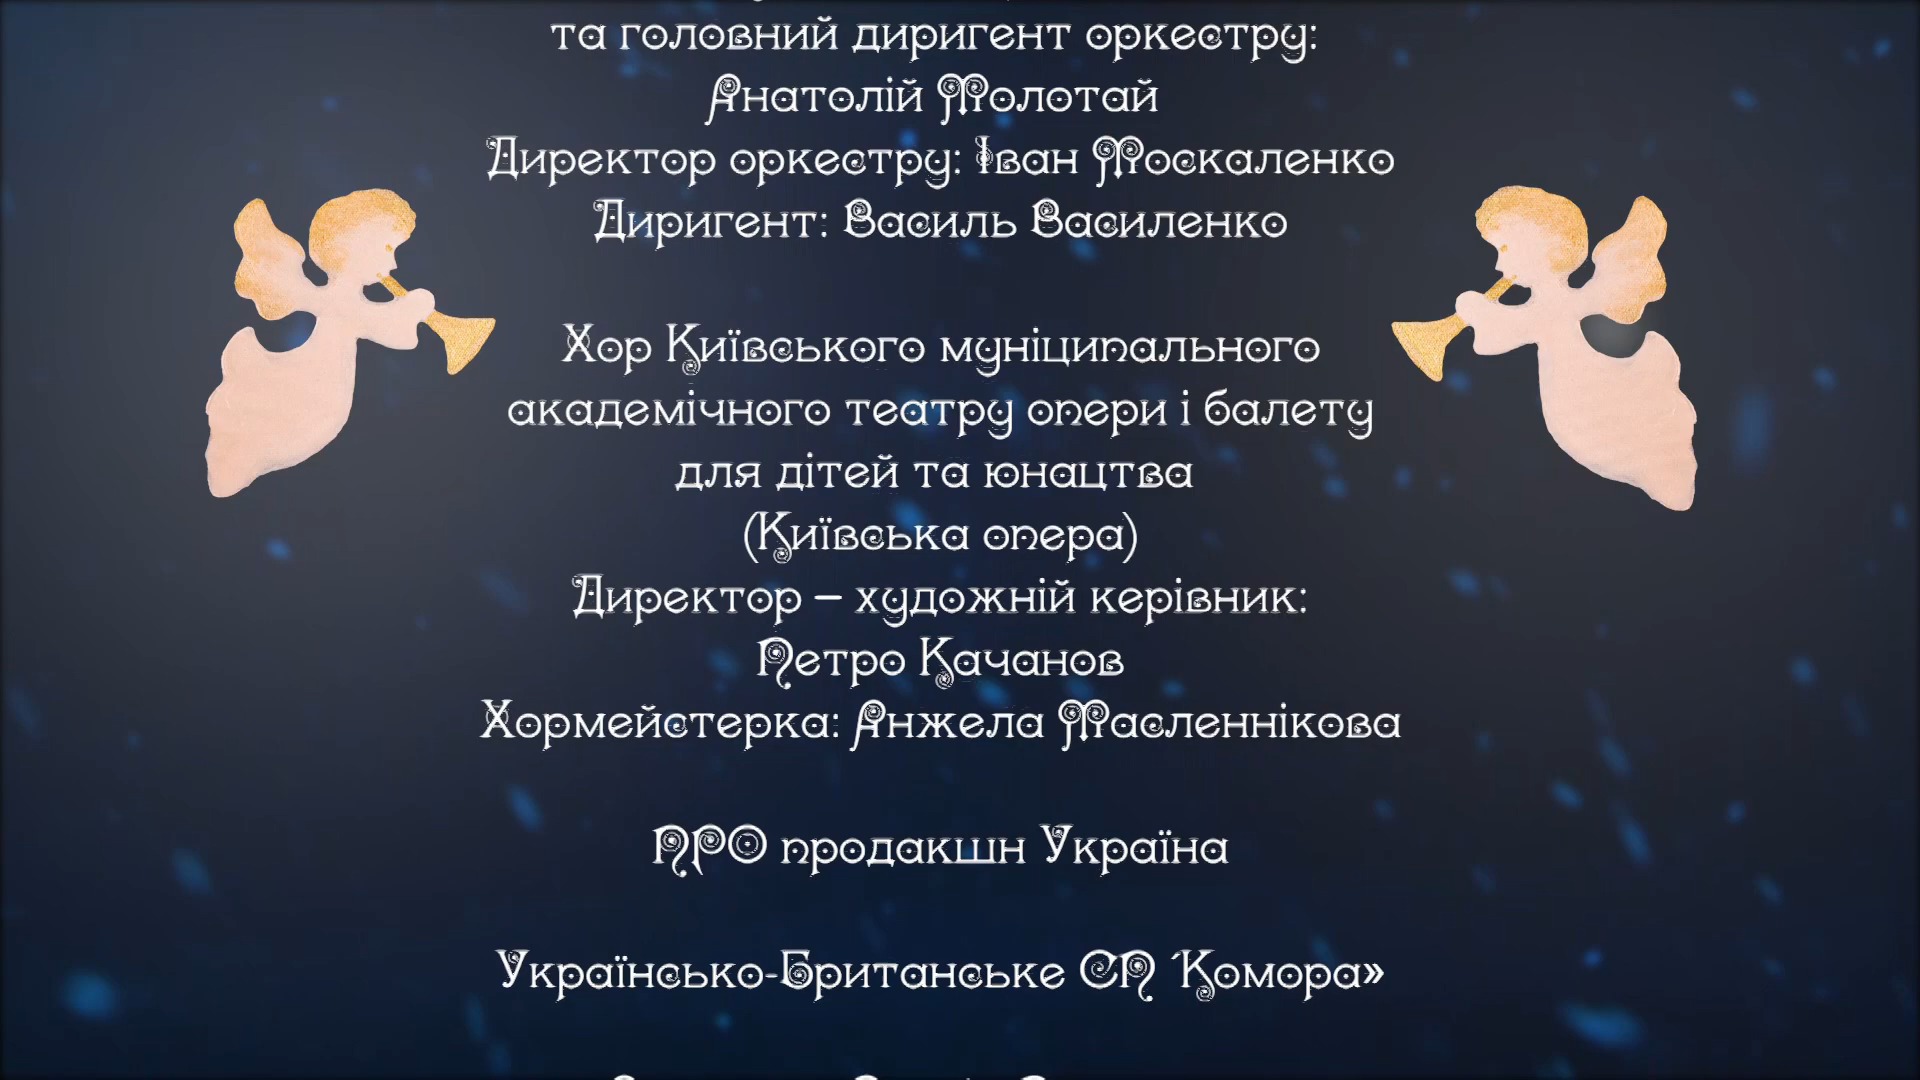 та головний диригент оркестру:
Анатолій Молотай
Директор оркестру: Іван Москаленко
Диригент: Василь Василенко
Хор Київського муніципального
академічного театру опери і балету
для дітей та юнацтва
(Київська опера)
Директор – художній керівник:
Петро Качанов
Хормейстерка: Анжела Масленнікова
ПРО продакшн Україна
Українсько-Британське СП "Комора»